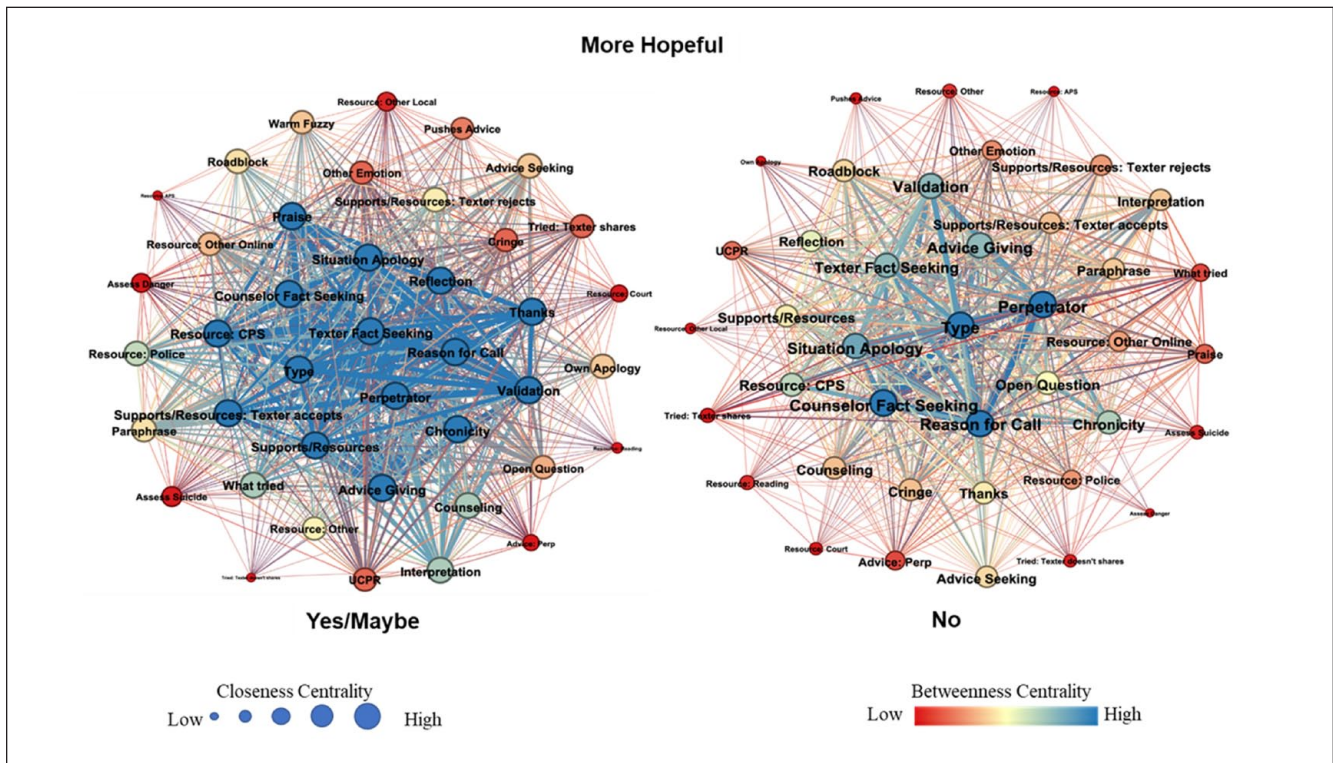 More Hopeful
Resource: Other Local
Warm Fuzzy
Pushes Advice
Roadblock
Other Emotion
Advice Seeking
Resource: APS
Supports/Resources: Texter rejects
Praise
Tried: Texter shares
Resource: Other Online
Cringe
Situation Apology
Reflection
Assess Danger
Counselor Fact Seeking
Resource: Court
Thanks
Resource: CPS
Texter Fact Seeking
Resource: Police
Reason for Call
Type
Own Apology
Perpetrator
Validation
Supports/Resources: Texter accepts
Paraphrase
Chronicity
Supports/Resources
Resource: Reading
Open Question
What tried
Advice Giving
Assess Suicide
Counseling
Resource: Other
Advice: Perp
Interpretation
Tried: Texter doesn't shares
UCPR
Yes/Maybe
Pushes Advice
Resource: Other
Resource: APS
Own Apology
Other Emotion
Roadblock
Supports/Resources: Texter rejects
Validation
Interpretation
Supports/Resources: Texter accepts
Reflection
Advice Giving
UCPR
Texter Fact Seeking
Paraphrase
What tried
Perpetrator
Supports/Resources
Type
Resource: Other Local
Resource: Other Online
Situation Apology
Praise
Resource: CPS
Open Question
Counselor Fact Seeking
Tried: Texter shares
Reason for Call
Chronicity
Assess Suicide
Counseling
Resource: Reading
Resource: Police
Cringe
Thanks
Assess Danger
Resource: Court
Advice: Perp
Tried: Texter doesn't shares
Advice Seeking
No
Closeness Centrality
Low
High
Betweenness Centrality
Low
High